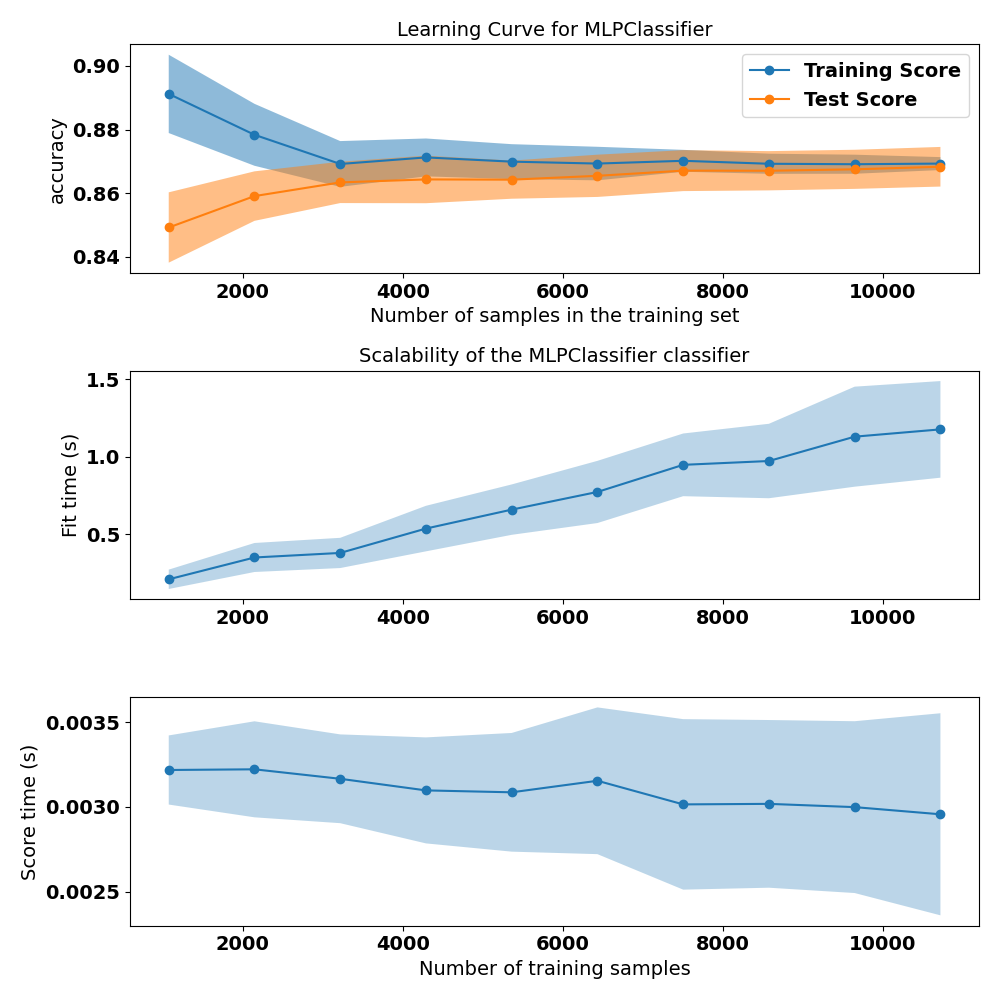 Learning Curve for MLPClassifier
0.90
0.88
0.86
0.84
accuracy
Training Score
Test Score
2000 4000 6000 8000 10000
Number of samples in the training set
Scalability of the MLPClassifier classifier
1.5
1.0
0.5
Fit time (s)
2000 4000 6000 8000 10000
0.0035
0.0030
0.0025
Score time (s)
2000 4000 6000 8000 10000
Number of training samples